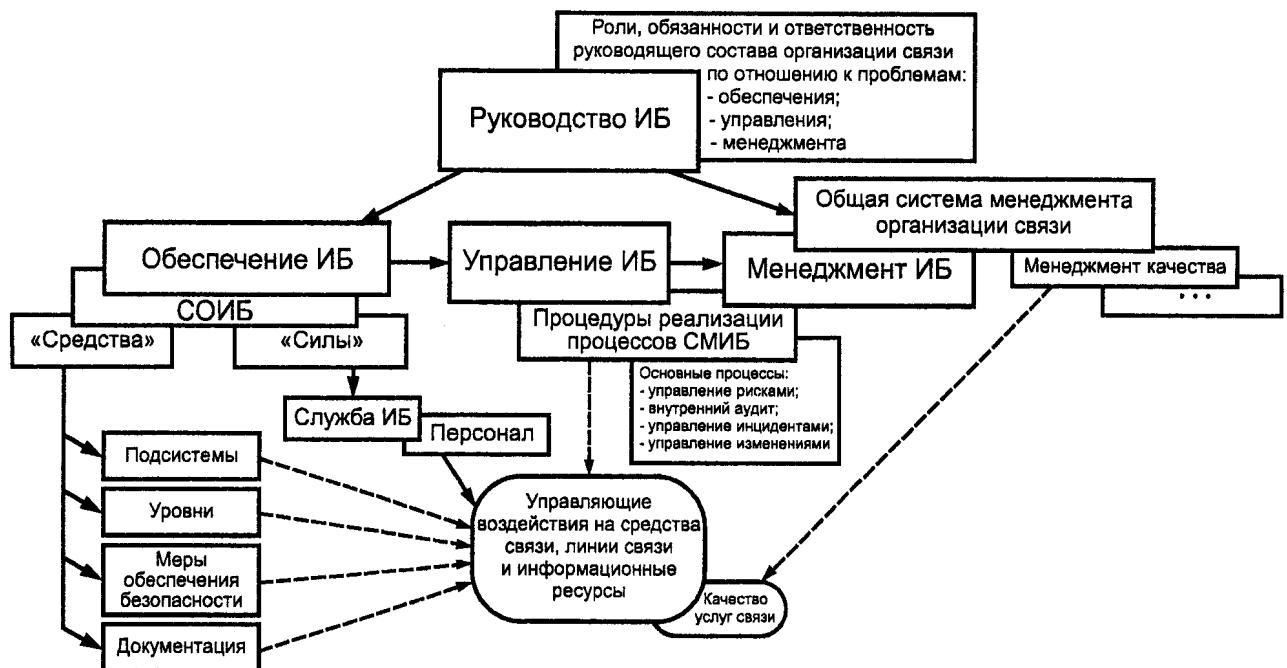 Роли, обязанности и ответственность
руководящего состава организации связи
по отношению к проблемам:
- обеспечения;
- управления;
- менеджмента
Руководство ИБ
Общая система менеджмента
организации связи
Обеспечение ИБ
Управление ИБ
Менеджмент ИБ
Менеджмент качества
...
СОИБ
«Средства»
«Силы»
Процедуры реализации
процессов СМИБ
Основные процессы:
- управление рисками;
- внутренний аудит;
- управление инцидентами;
- управление изменениями
Служба ИБ
Персонал
Подсистемы
Уровни
Меры
обеспечения
безопасности
Документация
Управляющие
воздействия на средства
связи, линии связи
и информационные
ресурсы
Качество
услуг связи